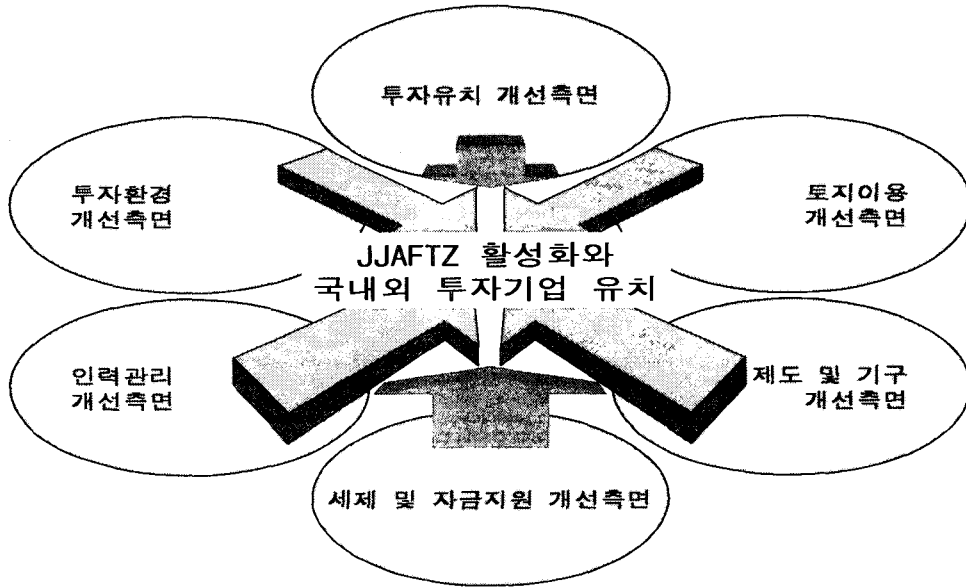 투자유치 개선측면
투자환경
개선측면
토지이용
개선측면
JJAFTZ 활성화와
국내외 투자기업 유치
인력관리
개선측면
제도 및 기구
개선측면
세제 및 자금지원 개선측면